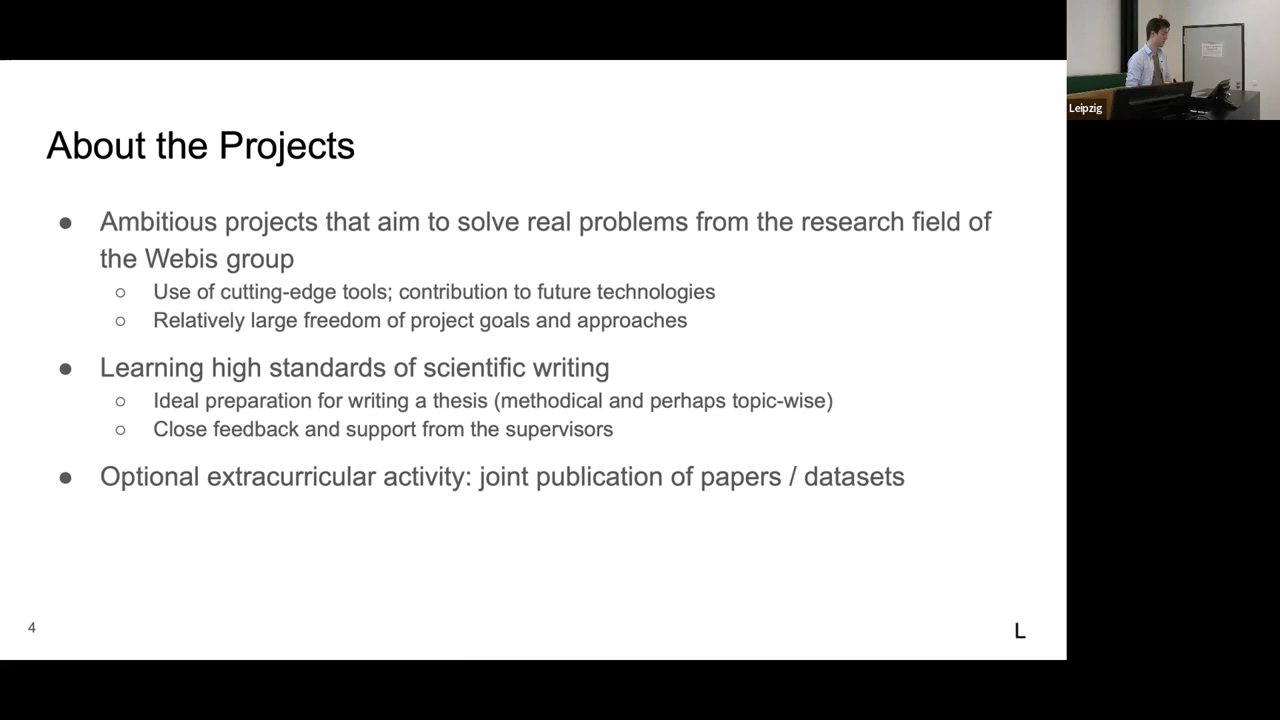 About the Projects
● Ambitious projects that aim to solve real problems from the research field of
the Webis group
○ Use of cutting-edge tools; contribution to future technologies
○ Relatively large freedom of project goals and approaches
● Learning high standards of scientific writing
○ Ideal preparation for writing a thesis (methodical and perhaps topic-wise)
○ Close feedback and support from the supervisors
● Optional extracurricular activity: joint publication of papers / datasets
4
L
Leipzig